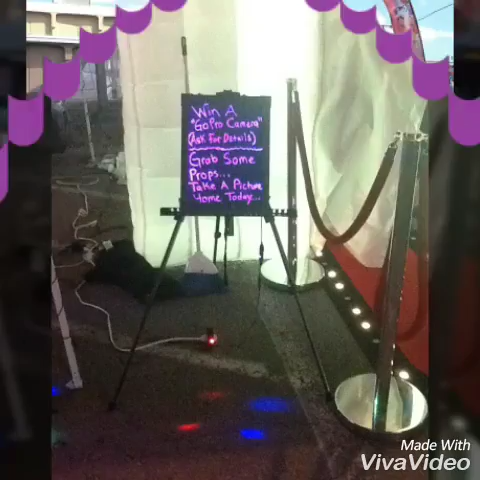 Win A
"GoPro Camera"
(Ask For Details)
Grab Some
Props...
Take A Picture
Home Today...
Made With
VivaVideo